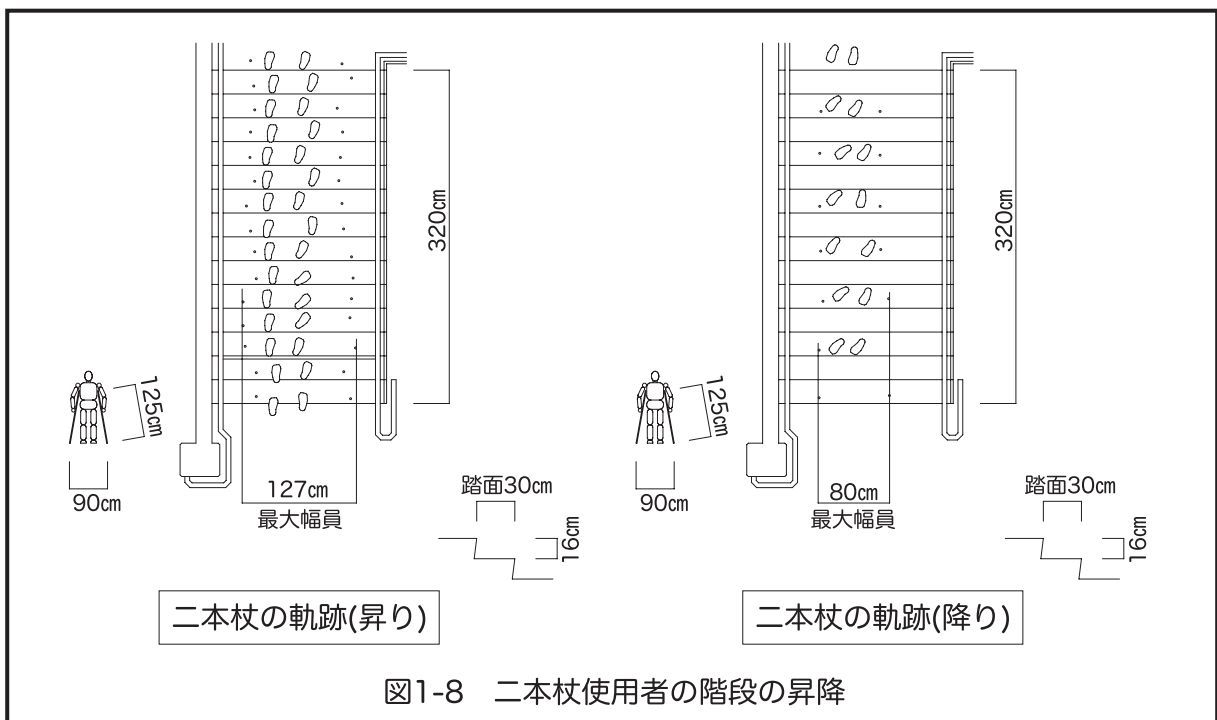 320㎝
125㎝
90㎝
127㎝
最大幅員
踏面30㎝
16㎝
二本杖の軌跡(昇り)
320㎝
125㎝
90㎝
80㎝
最大幅員
踏面30㎝
16㎝
二本杖の軌跡(降り)
図1-8　二本杖使用者の階段の昇降